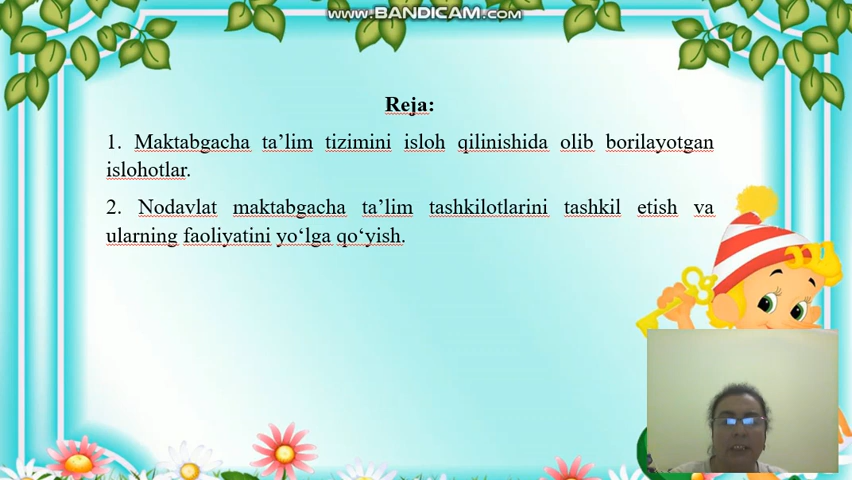 www.BANDICAM.com
Reja:
1. Maktabgacha ta’lim tizimini isloh qilinishida olib borilayotgan
islohotlar.
2. Nodavlat maktabgacha ta’lim tashkilotlarini tashkil etish va
ularning faoliyatini yo‘lga qo‘yish.